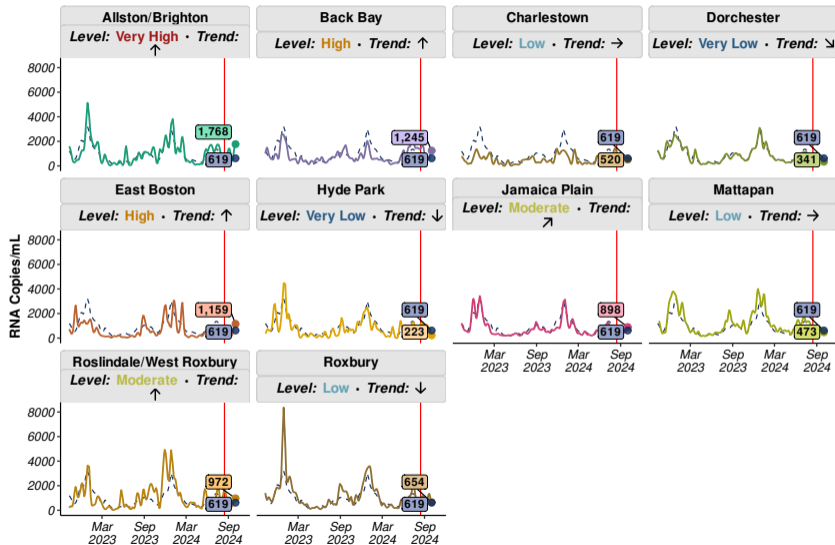 Allston/Brighton
Level: Very High • Trend:
↑
Back Bay
Level: High • Trend: ↑
Charlestown
Level: Low • Trend: →
Dorchester
Level: Very Low • Trend: ↘
8000
6000
4000
2000
0
1,768
619
1,245
619
619
520
619
341
East Boston
Level: High • Trend: ↑
Hyde Park
Level: Very Low • Trend: ↓
Jamaica Plain
Level: Moderate • Trend:
↗
Mattapan
Level: Low • Trend: →
RNA Copies/mL
8000
6000
4000
2000
0
1,159
619
619
223
898
619
619
473
Mar
2023
Sep
2023
Mar
2024
Sep
2024
Mar
2023
Sep
2023
Mar
2024
Sep
2024
Roslindale/West Roxbury
Level: Moderate • Trend:
↑
Roxbury
Level: Low • Trend: ↓
8000
6000
4000
2000
0
972
619
654
619
Mar
2023
Sep
2023
Mar
2024
Sep
2024
Mar
2023
Sep
2023
Mar
2024
Sep
2024